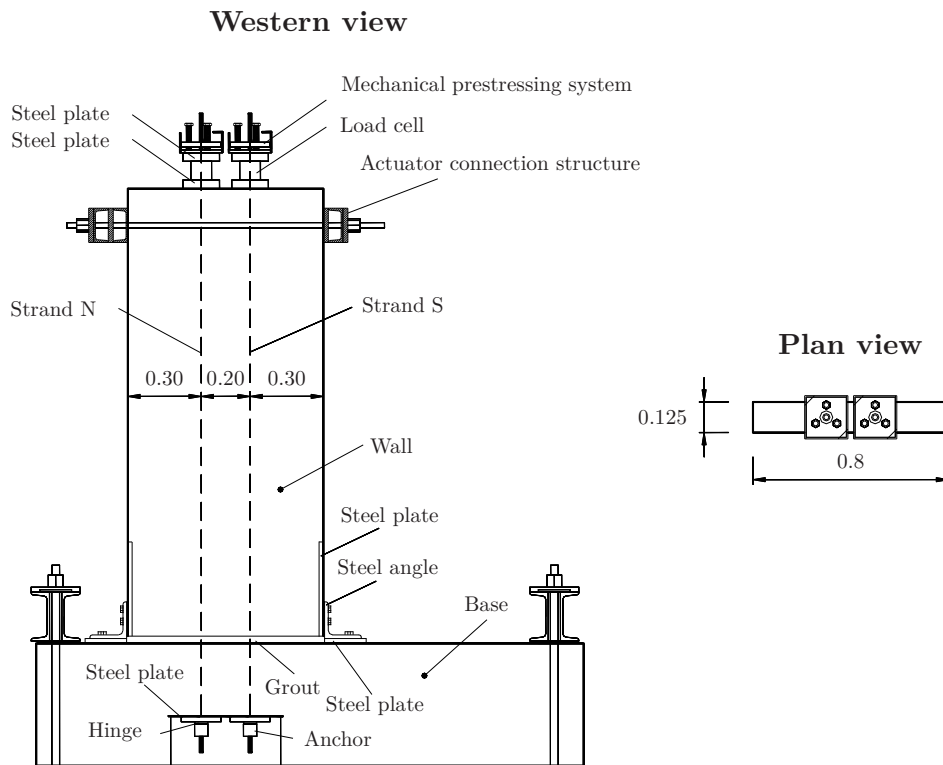 Western view
Mechanical prestressing system
Steel plate
Load cell
Steel plate
Actuator connection structure
Strand N
Strand S
Plan view
0.30 0.20 0.30
0.125
Wall
0.8
Steel plate
Steel angle
Base
Steel plate
Grout
Steel plate
Hinge
Anchor